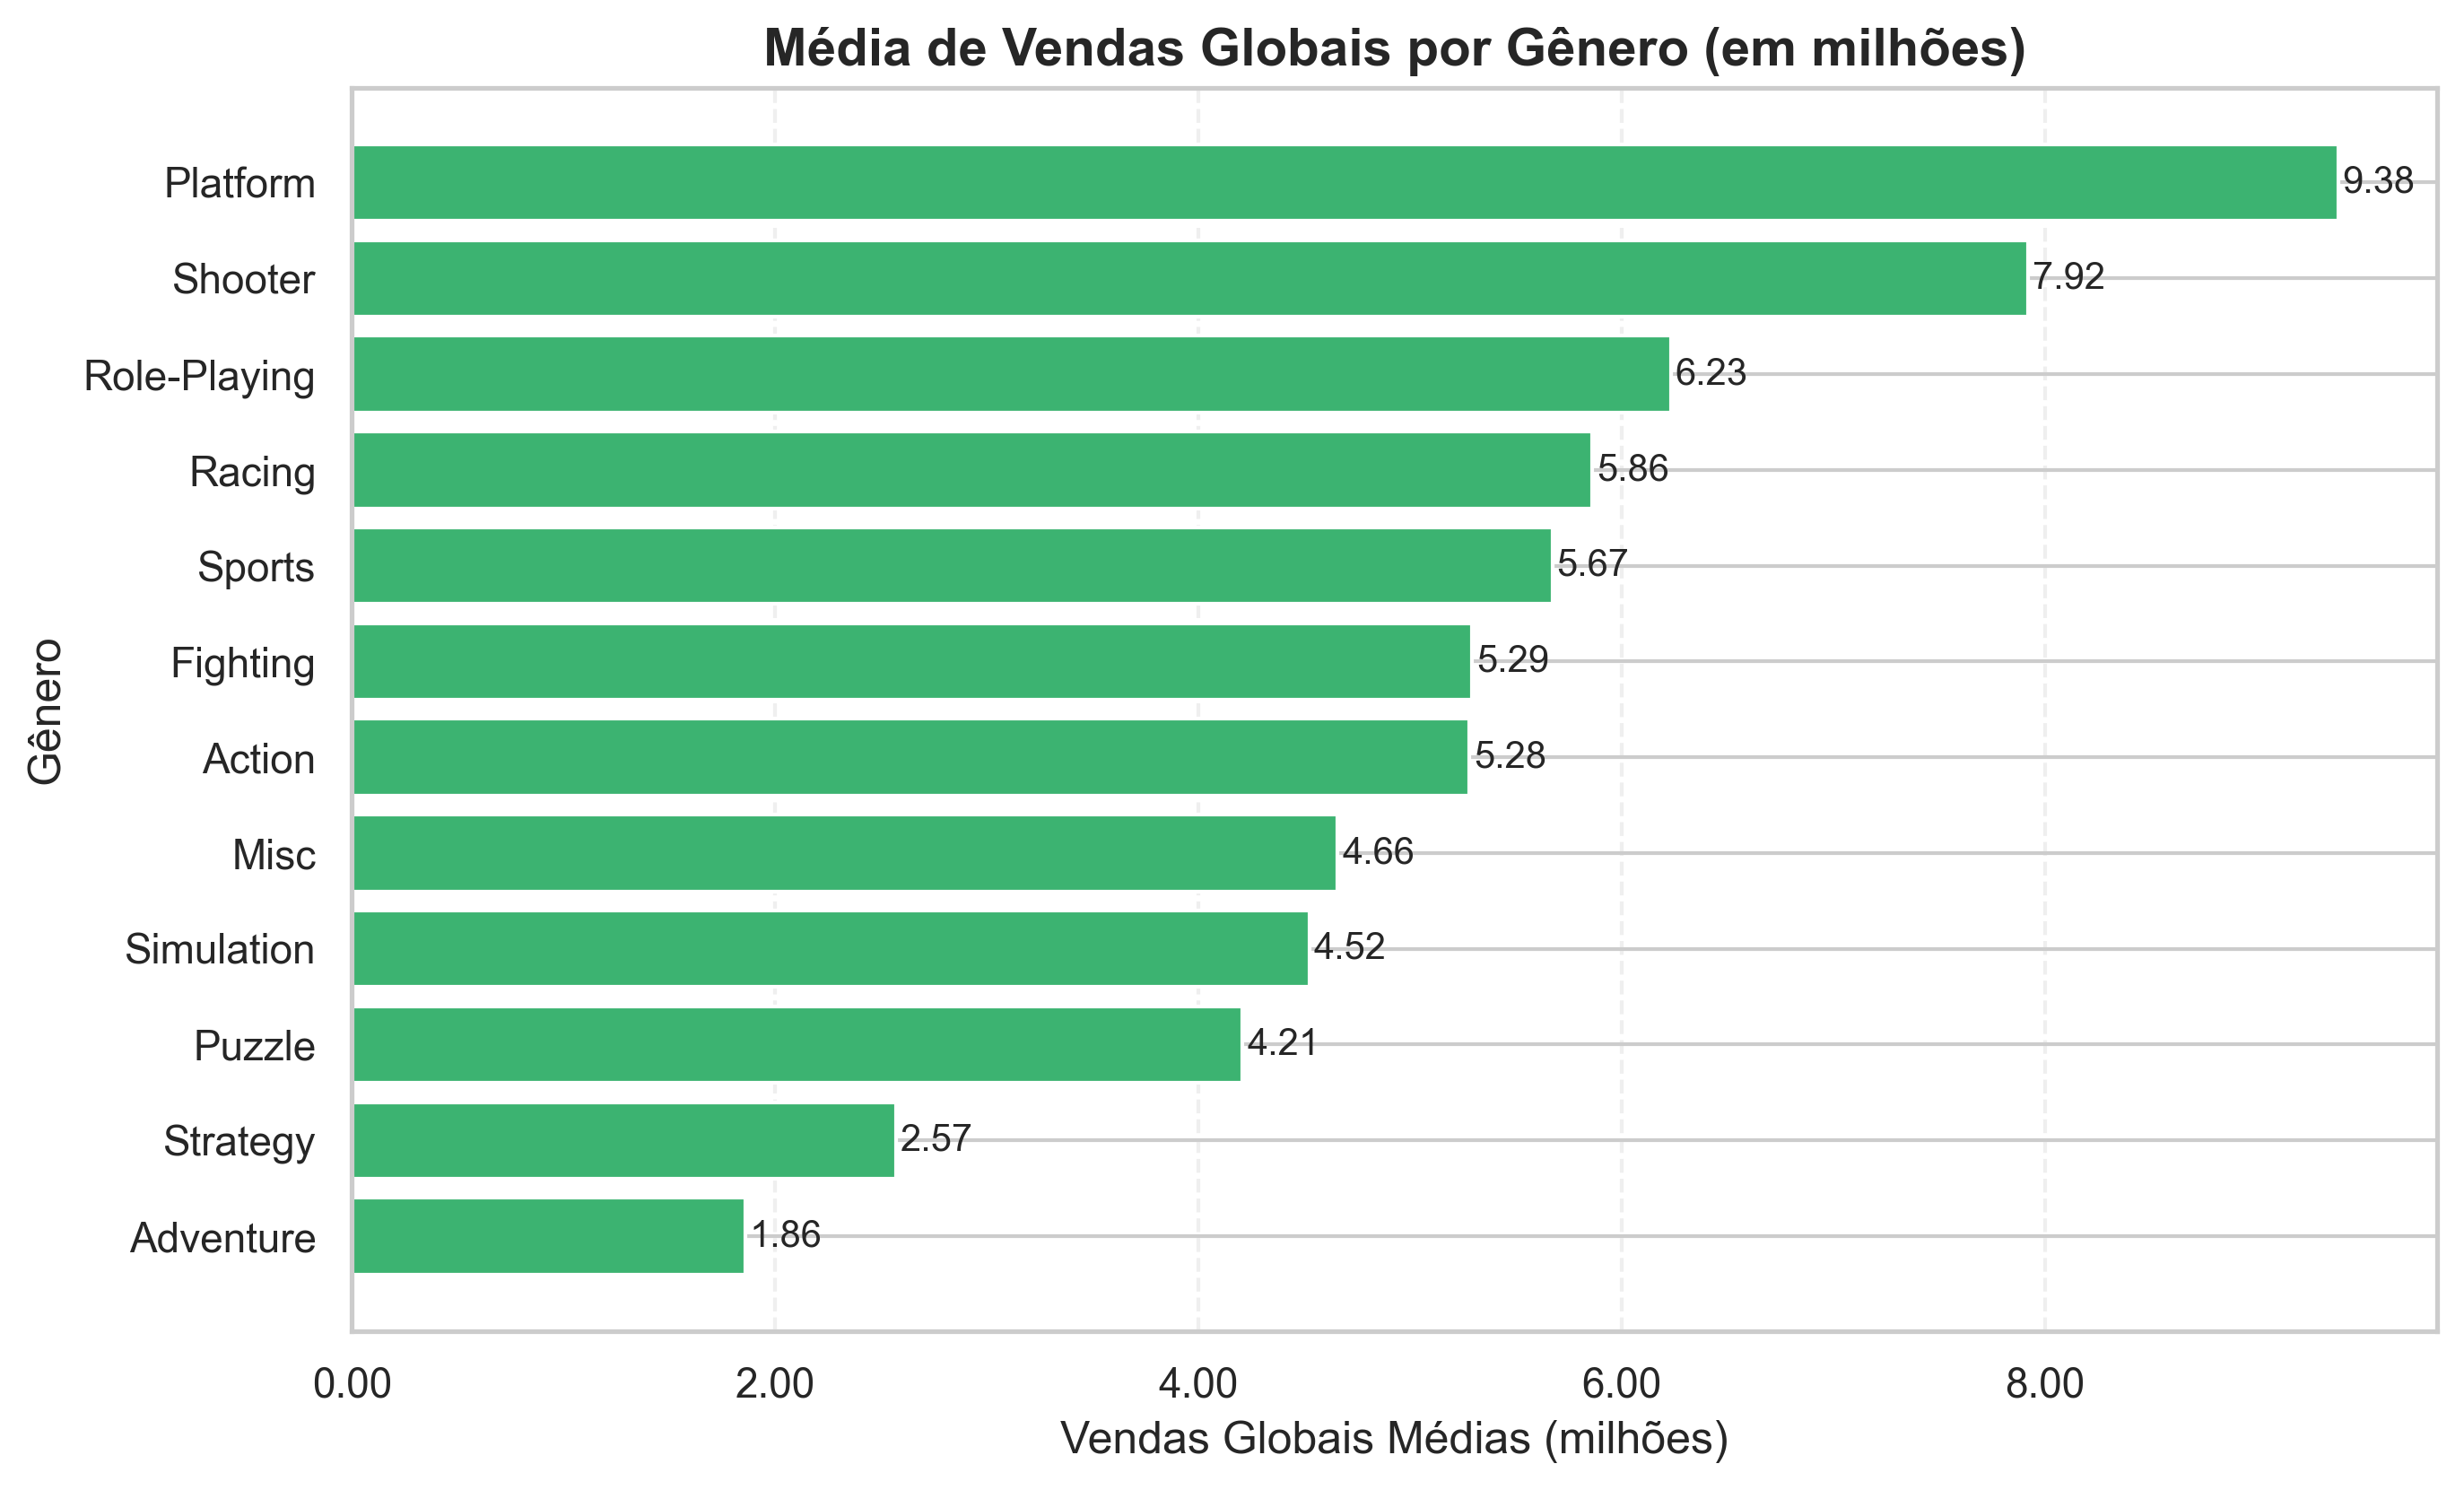 Média de Vendas Globais por Gênero (em milhões)
Gênero
Platform 9.38
Shooter 7.92
Role-Playing 6.23
Racing 5.86
Sports 5.67
Fighting 5.29
Action 5.28
Misc 4.66
Simulation 4.52
Puzzle 4.21
Strategy 2.57
Adventure 1.86
0.00 2.00 4.00 6.00 8.00
Vendas Globais Médias (milhões)